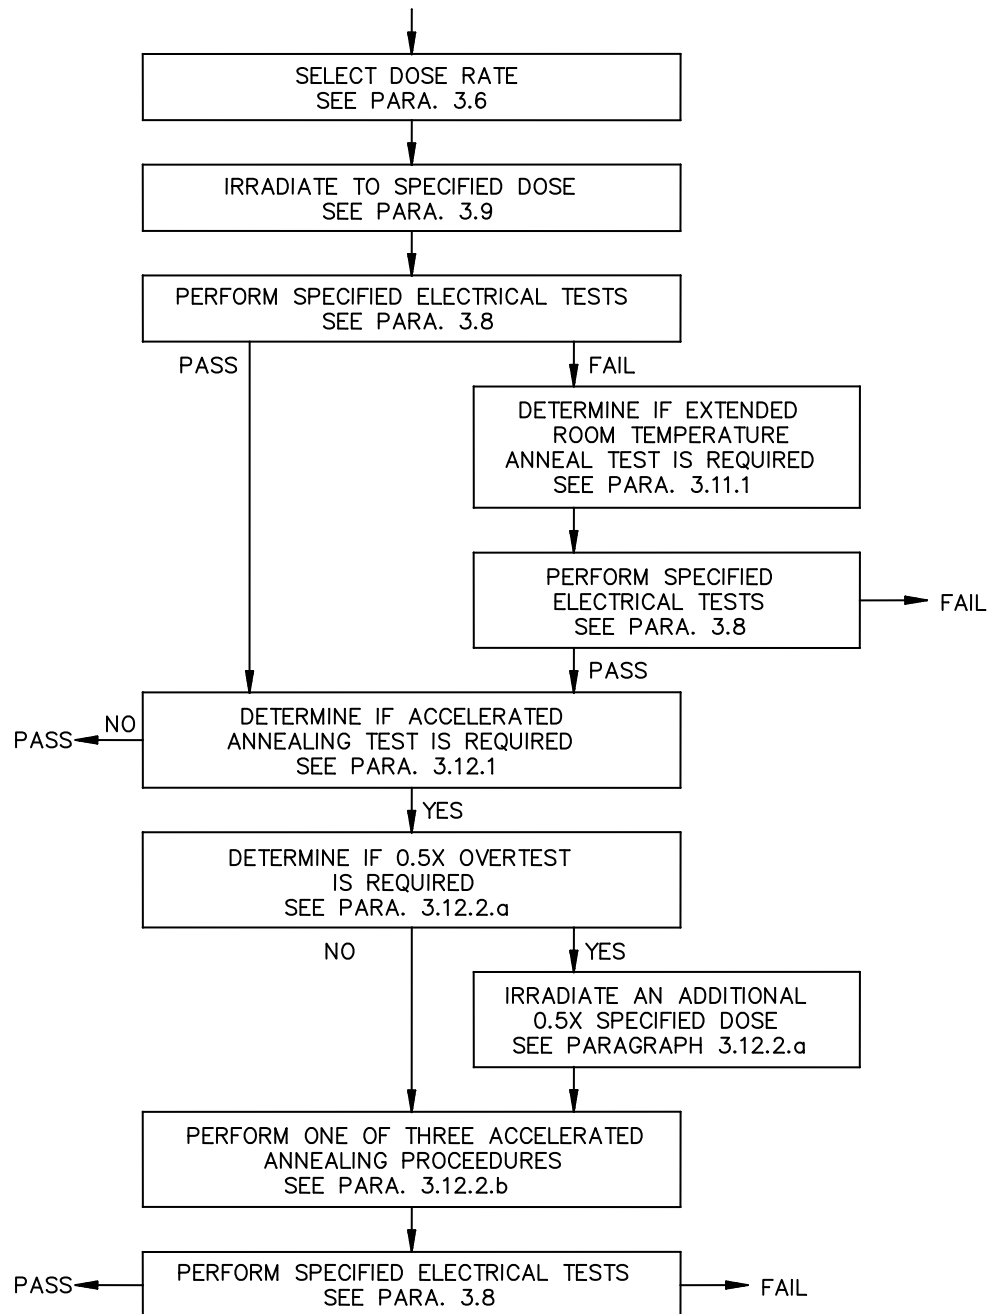 SELECT DOSE RATE
SEE PARA. 3.6
IRRADIATE TO SPECIFIED DOSE
SEE PARA. 3.9
PERFORM SPECIFIED ELECTRICAL TESTS
SEE PARA. 3.8
PASS
FAIL
DETERMINE IF EXTENDED
ROOM TEMPERATURE
ANNEAL TEST IS REQUIRED
SEE PARA. 3.11.1
PERFORM SPECIFIED
ELECTRICAL TESTS
SEE PARA. 3.8
FAIL
PASS
DETERMINE IF ACCELERATED
ANNEALING TEST IS REQUIRED
SEE PARA. 3.12.1
NO
PASS
YES
DETERMINE IF 0.5X OVERTEST
IS REQUIRED
SEE PARA. 3.12.2.a
NO
YES
IRRADIATE AN ADDITIONAL
0.5X SPECIFIED DOSE
SEE PARAGRAPH 3.12.2.a
PERFORM ONE OF THREE ACCELERATED
ANNEALING PROCEEDURES
SEE PARA. 3.12.2.b
PERFORM SPECIFIED ELECTRICAL TESTS
SEE PARA. 3.8
PASS
FAIL